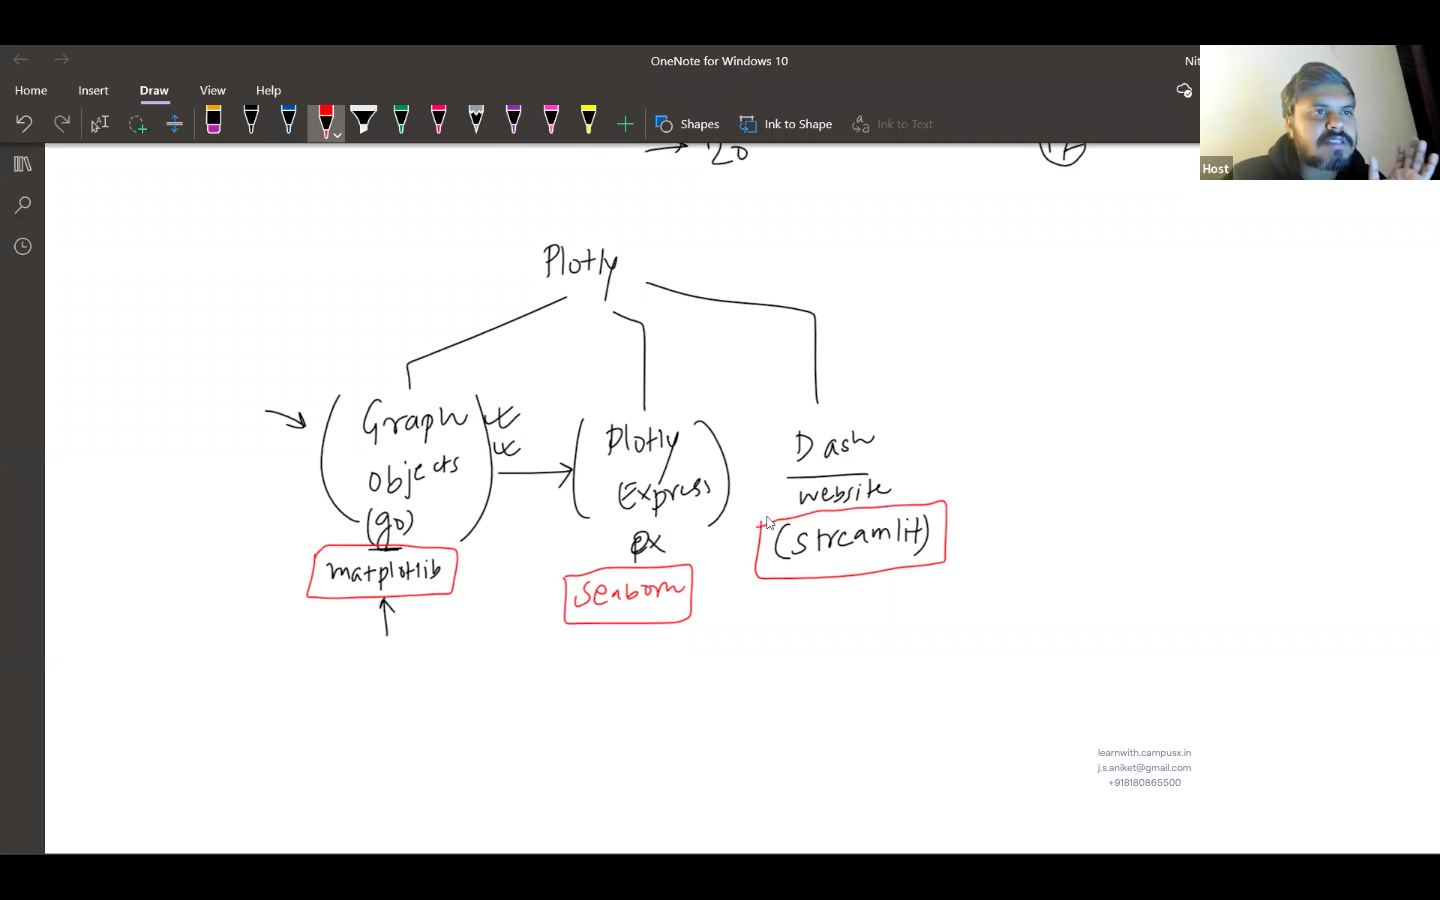 OneNote for Windows 10
Nit
Home Insert Draw View Help
Shapes Ink to Shape Ink to Text
→ 20
Host
Plotly
Graph
objects
(go)
matplotlib
Plotly
Express
px
Seaborn
Dash
website
(streamlit)
learnwith.campusx.in
j.s.aniket@gmail.com
+918180865500